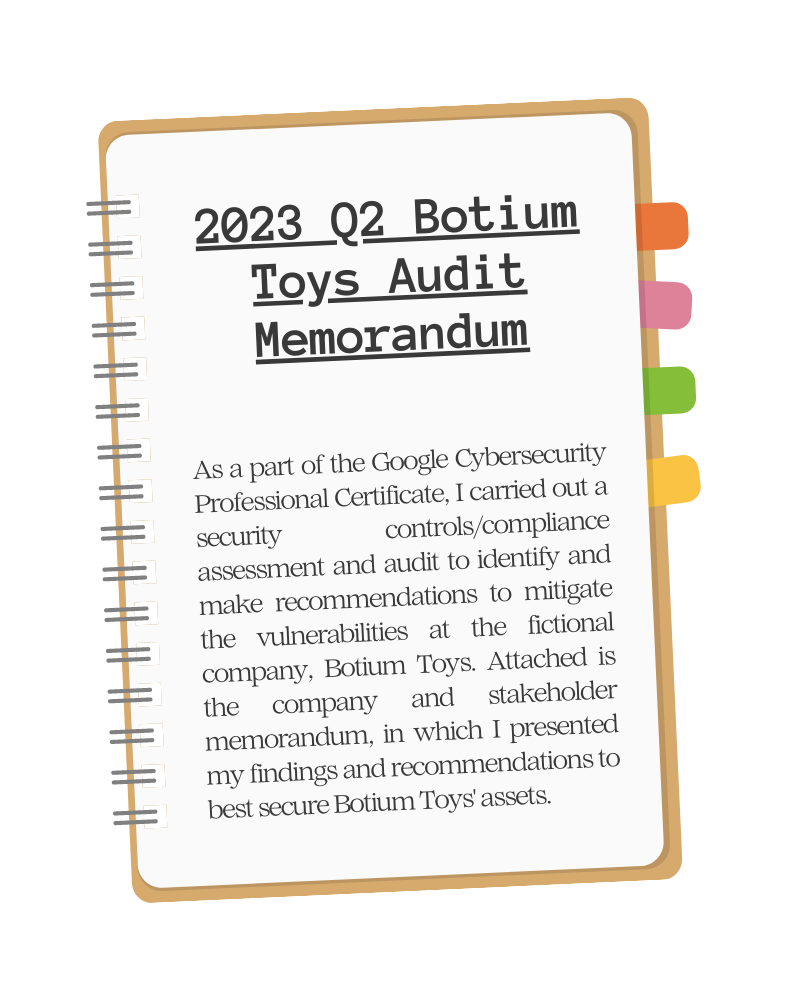 2023 Q2 Botium
Toys Audit
Memorandum
As a part of the Google Cybersecurity
Professional Certificate, I carried out a
security controls/compliance
assessment and audit to identify and
make recommendations to mitigate
the vulnerabilities at the fictional
company, Botium Toys. Attached is
the company and stakeholder
memorandum, in which I presented
my findings and recommendations to
best secure Botium Toys' assets.